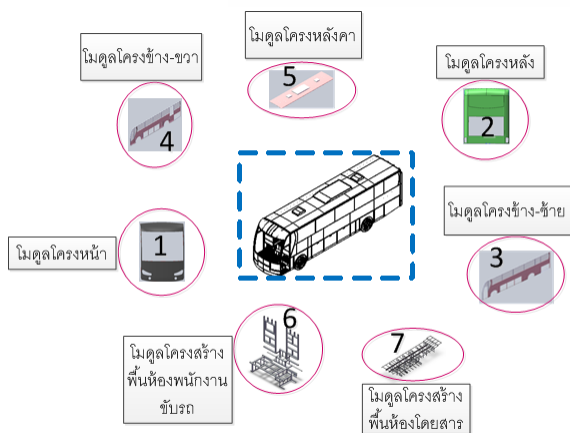 โมดูลโครงหลังคา
5
โมดูลโครงข้าง-ขวา
4
โมดูลโครงหลัง
2
โมดูลโครงข้าง-ซ้าย
3
โมดูลโครงหน้า
1
โมดูลโครงสร้าง
พื้นห้องพนักงาน
ขับรถ
6
7
โมดูลโครงสร้าง
พื้นห้องโดยสาร